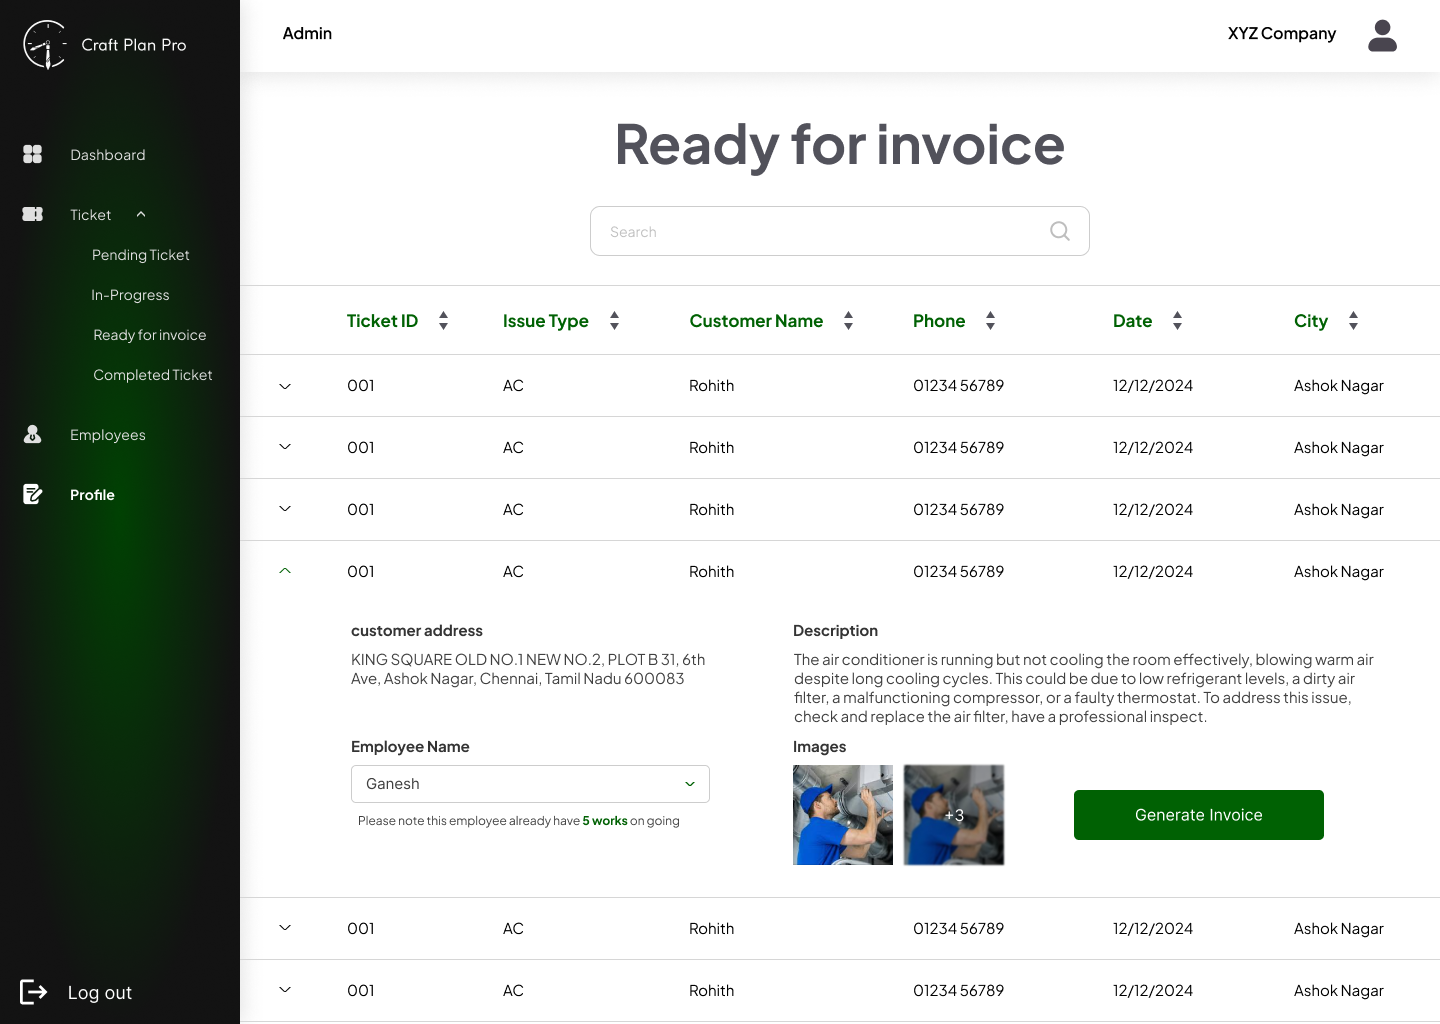 Craft Plan Pro
Admin
XYZ Company
Dashboard
Ticket
Pending Ticket
In-Progress
Ready for invoice
Completed Ticket
Employees
Profile
Log out
Ready for invoice
Search
Ticket ID Issue Type Customer Name Phone Date City
001 AC Rohith 01234 56789 12/12/2024 Ashok Nagar
001 AC Rohith 01234 56789 12/12/2024 Ashok Nagar
001 AC Rohith 01234 56789 12/12/2024 Ashok Nagar
001 AC Rohith 01234 56789 12/12/2024 Ashok Nagar
customer address
KING SQUARE OLD NO.1 NEW NO.2, PLOT B 31, 6th
Ave, Ashok Nagar, Chennai, Tamil Nadu 600083
Description
The air conditioner is running but not cooling the room effectively, blowing warm air
despite long cooling cycles. This could be due to low refrigerant levels, a dirty air
filter, a malfunctioning compressor, or a faulty thermostat. To address this issue,
check and replace the air filter, have a professional inspect.
Employee Name
Ganesh
Please note this employee already have 5 works on going
Images
+3
Generate Invoice
001 AC Rohith 01234 56789 12/12/2024 Ashok Nagar
001 AC Rohith 01234 56789 12/12/2024 Ashok Nagar